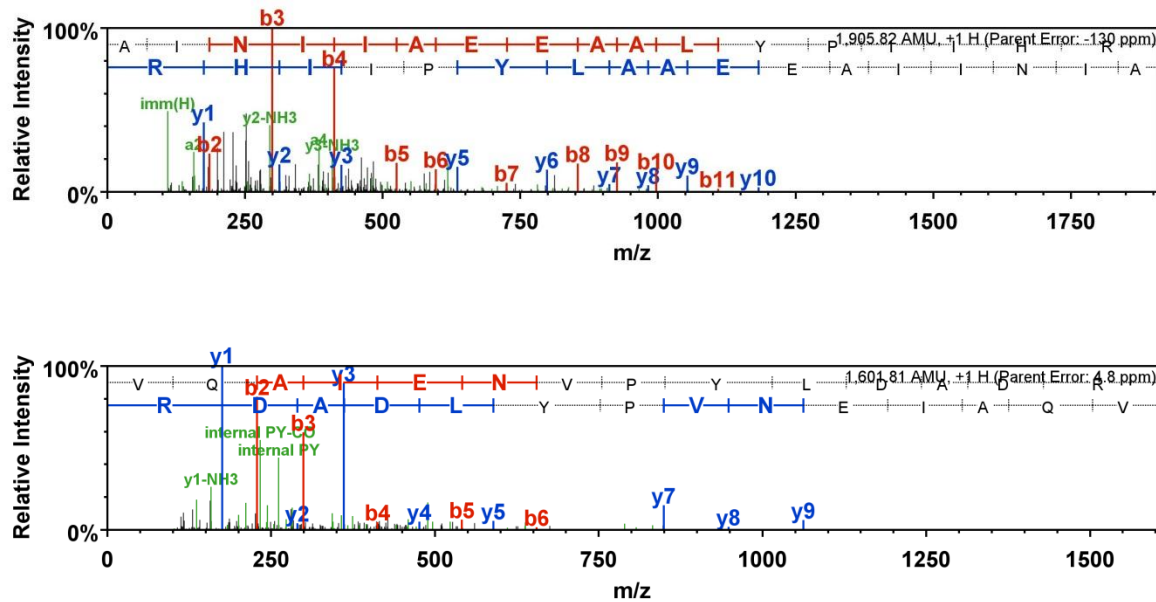 100%
b3
A I N I I A E E A A L Y P I I H R
1,905.82 AMU, +1 H (Parent Error: -130 ppm)
R H I I P Y L A A E E A I I N I A
b4
imm(H)
y1
y2-NH3
a2
b2
a4
y3-NH3
y2
y3
b5
b6
y5
b7
y6
b8
y7
b9
y8
b10
y9
b11
y10
0%
0 250 500 750 1000 1250 1500 1750
m/z
Relative Intensity
y1
100%
V Q A E N V P Y L D A D R
1,601.81 AMU, +1 H (Parent Error: 4.8 ppm)
y3
b2
R D A D L Y P V N E I A Q V
b3
internal PY-CO
internal PY
y1-NH3
y2
b4
y4
b5
y5
b6
y7
y8
y9
0%
0 250 500 750 1000 1250 1500
m/z
Relative Intensity